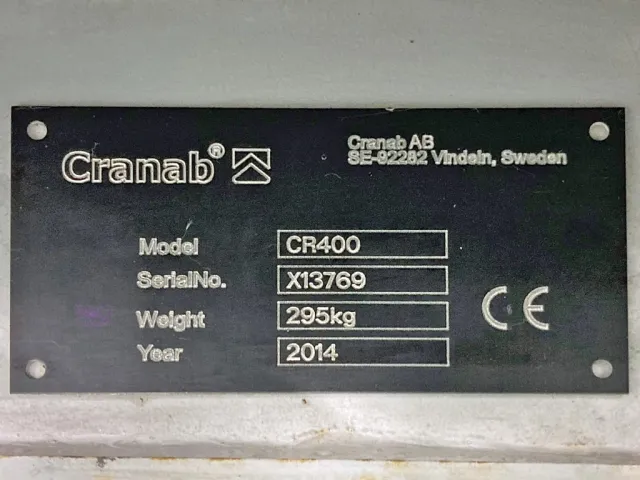 Cranab®
Cranab AB
SE-92282 Vindeln, Sweden
Model CR400
SerialNo. X13769
Weight 295kg
Year 2014
CE